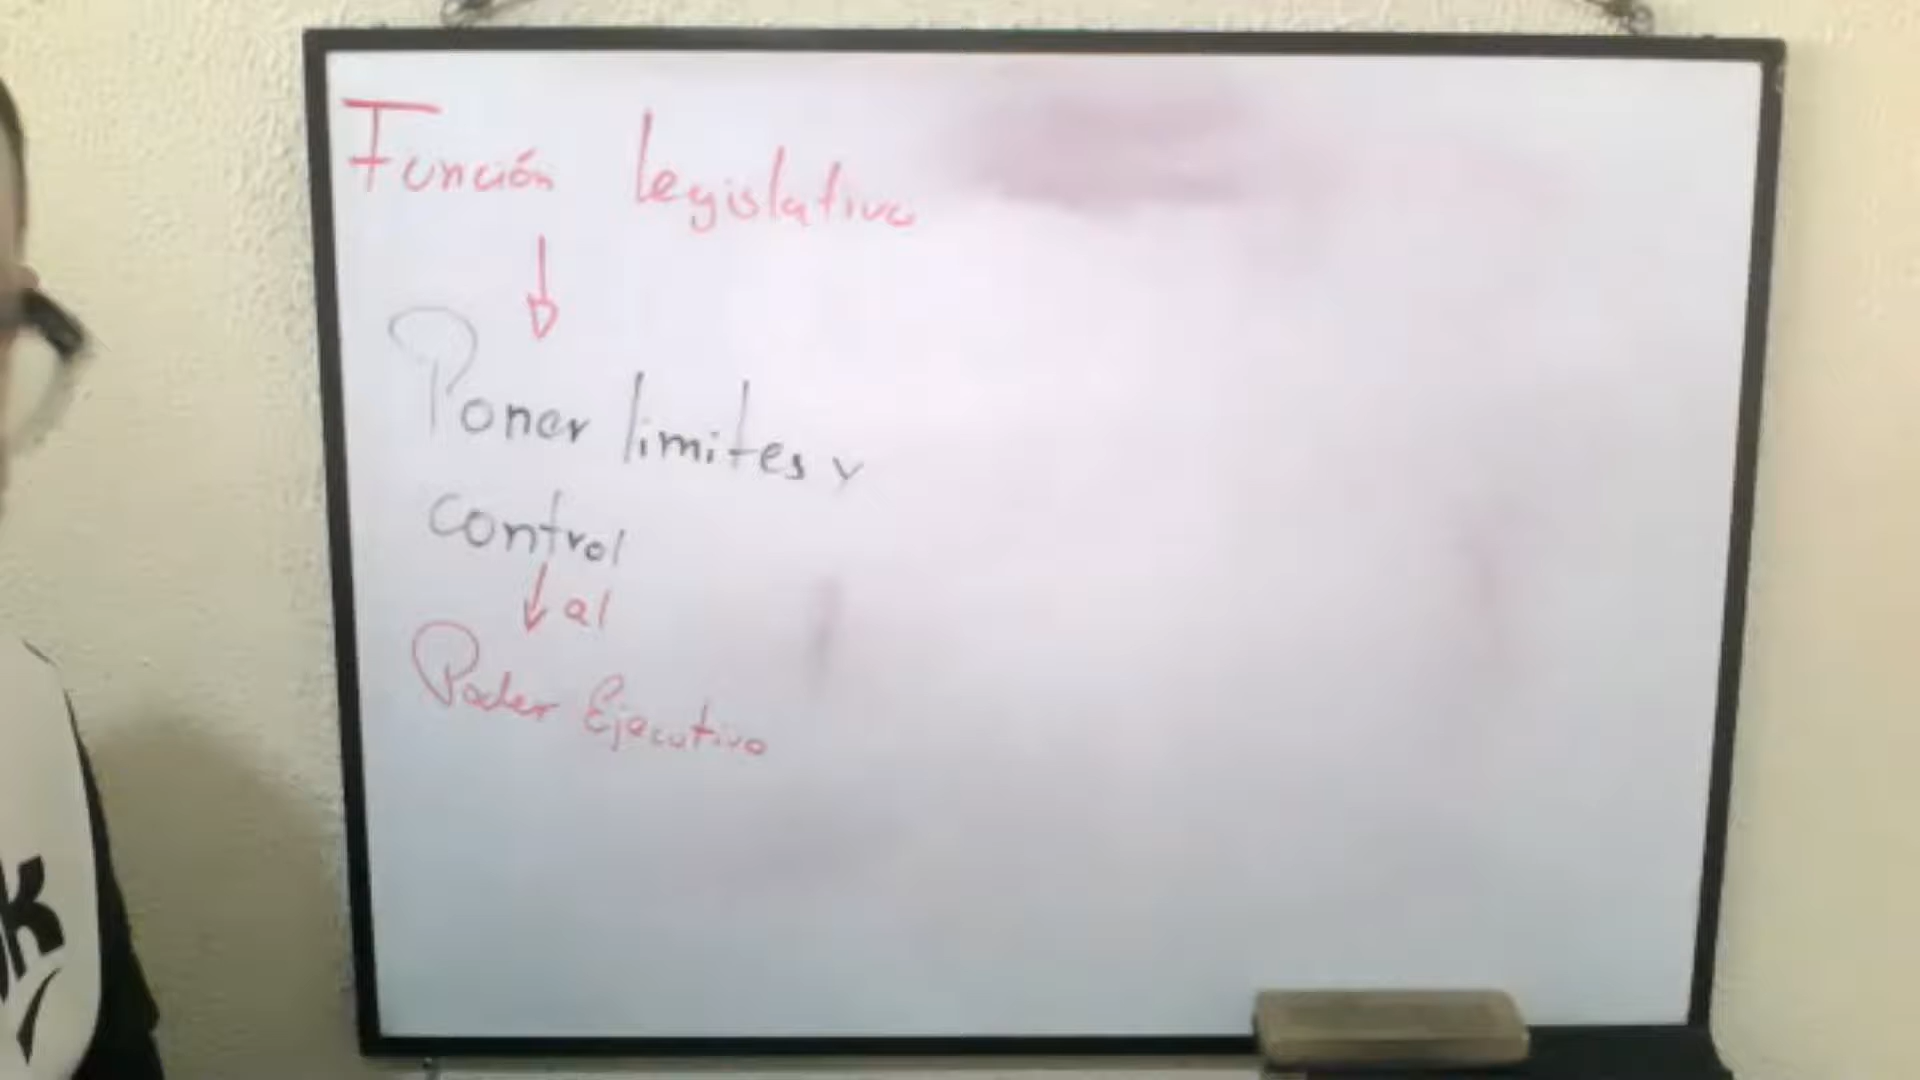 Función legislativa
Poner limites y
control
al
Poder Ejecutivo
k